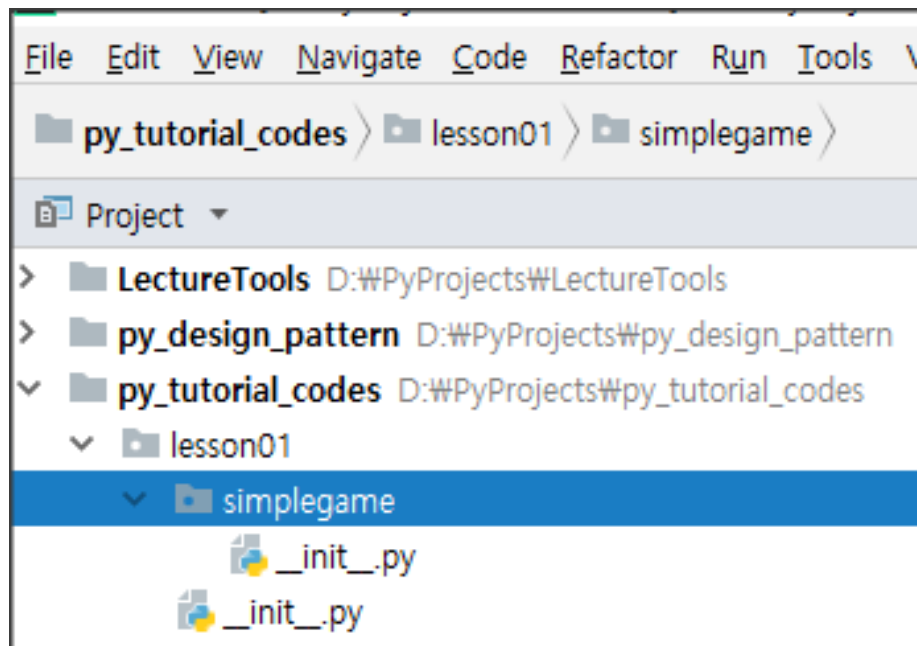 File Edit View Navigate Code Refactor Run Tools
py_tutorial_codes lesson01 simplegame
Project
LectureTools D:₩PyProjects₩LectureTools
py_design_pattern D:₩PyProjects₩py_design_pattern
py_tutorial_codes D:₩PyProjects₩py_tutorial_codes
lesson01
simplegame
__init__.py
__init__.py